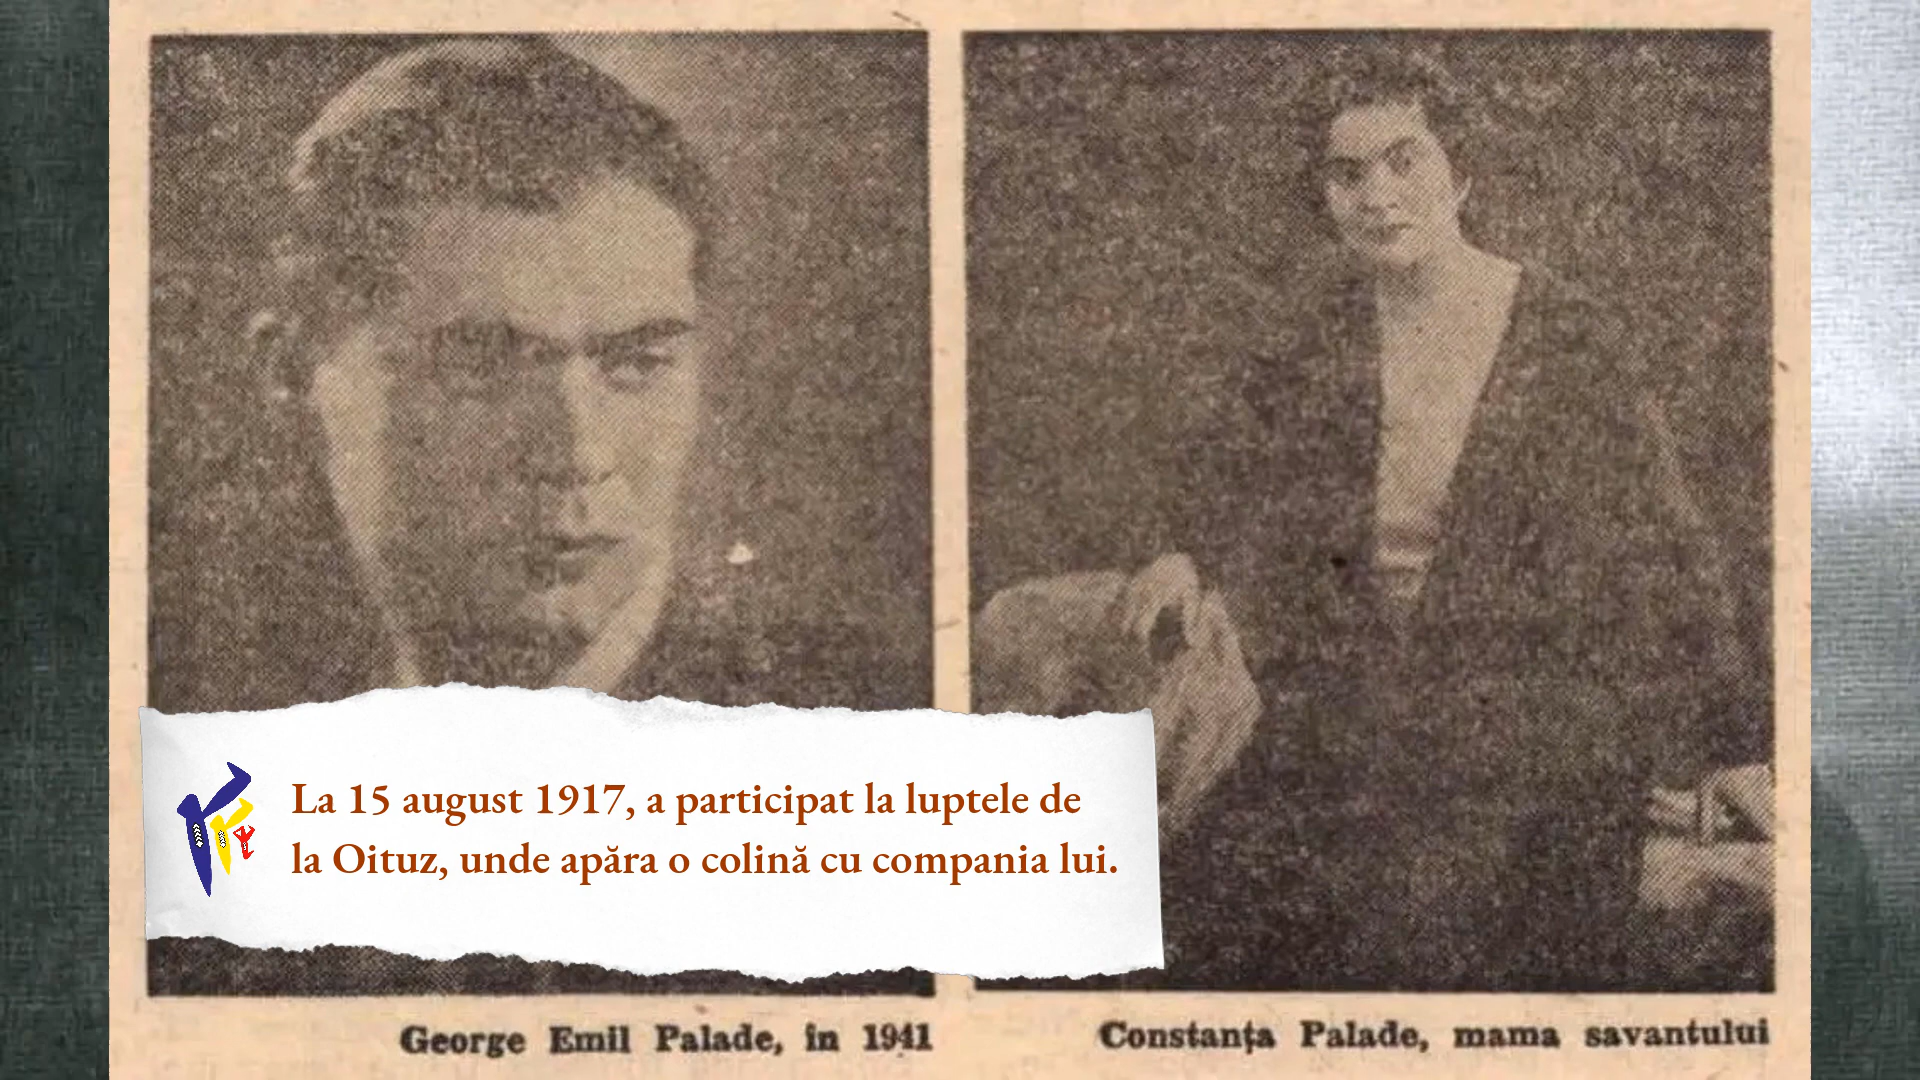 La 15 august 1917, a participat la luptele de
la Oituz, unde apăra o colină cu compania lui.
George Emil Palade, în 1941
Constanța Palade, mama savantului